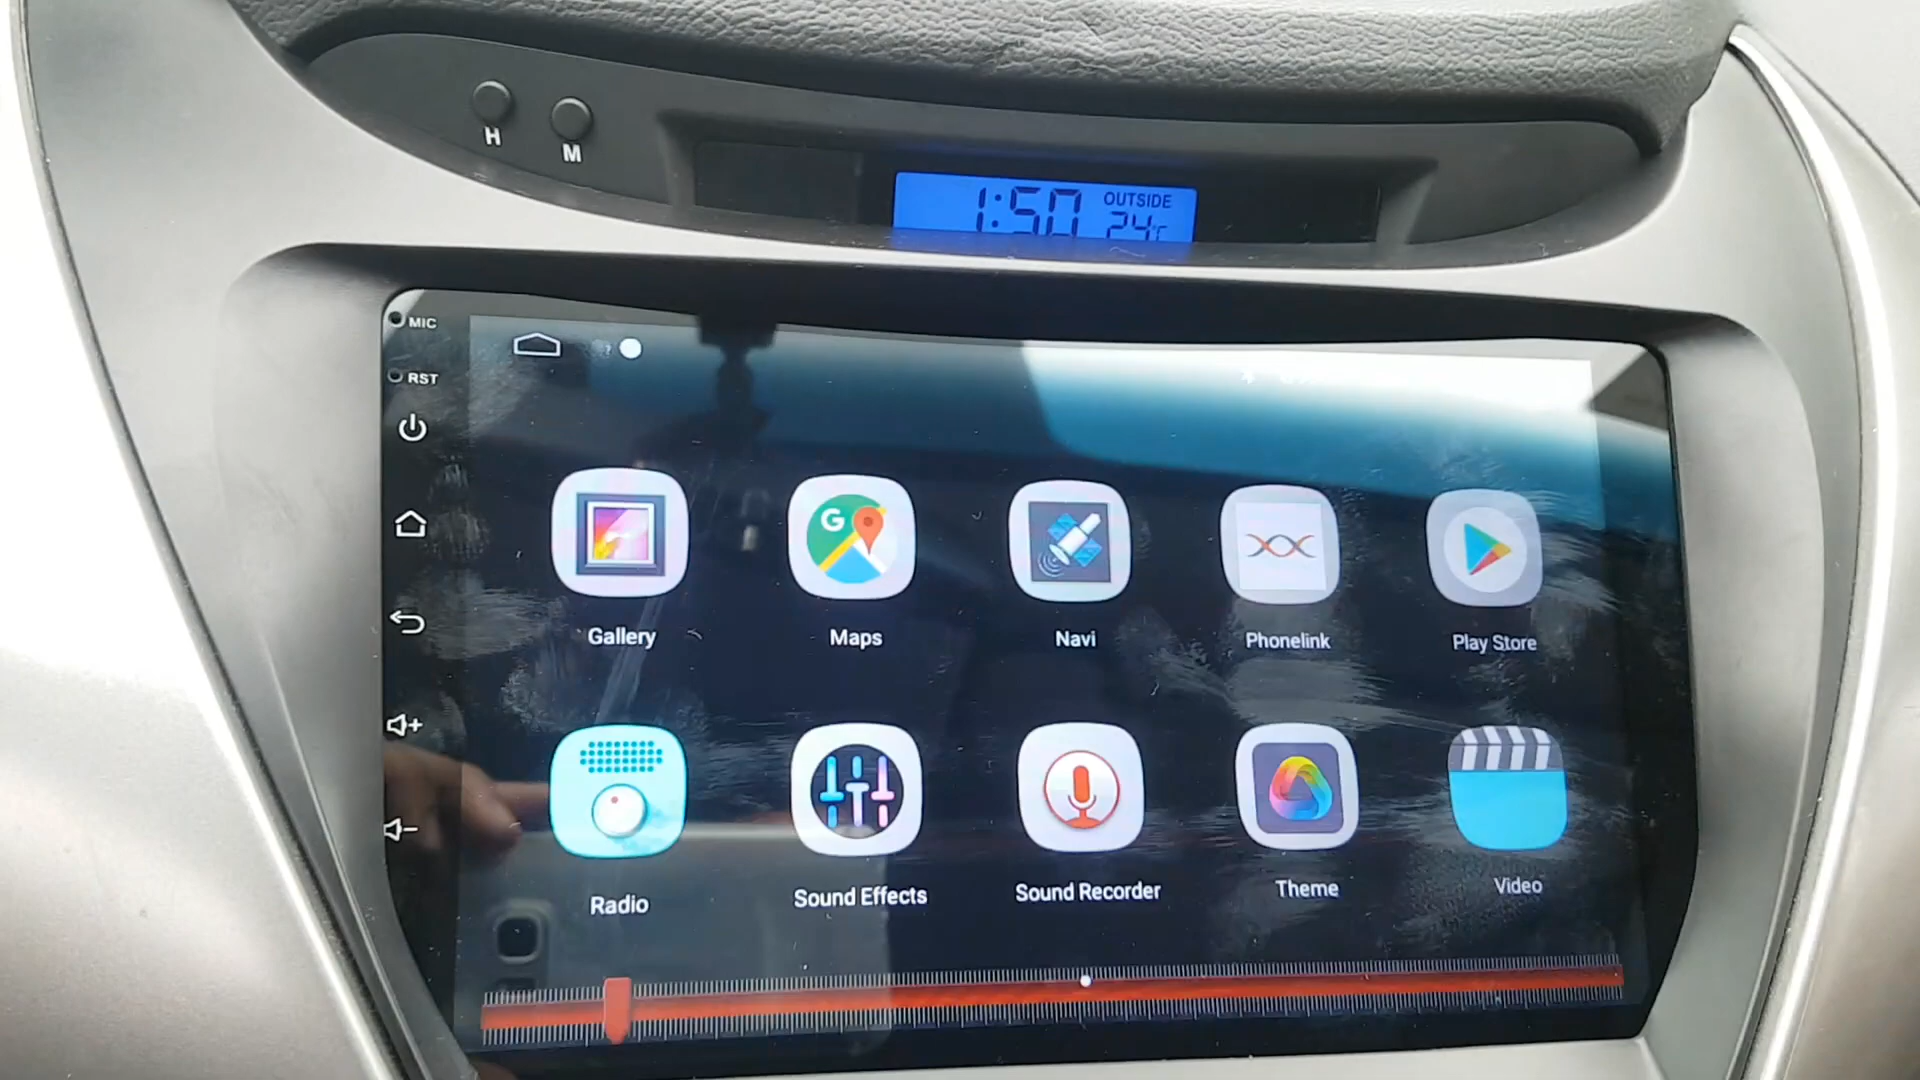 H
M
1:50 OUTSIDE
24°C
MIC
RST
G
Gallery Maps Navi Phonelink Play Store
Radio Sound Effects Sound Recorder Theme Video